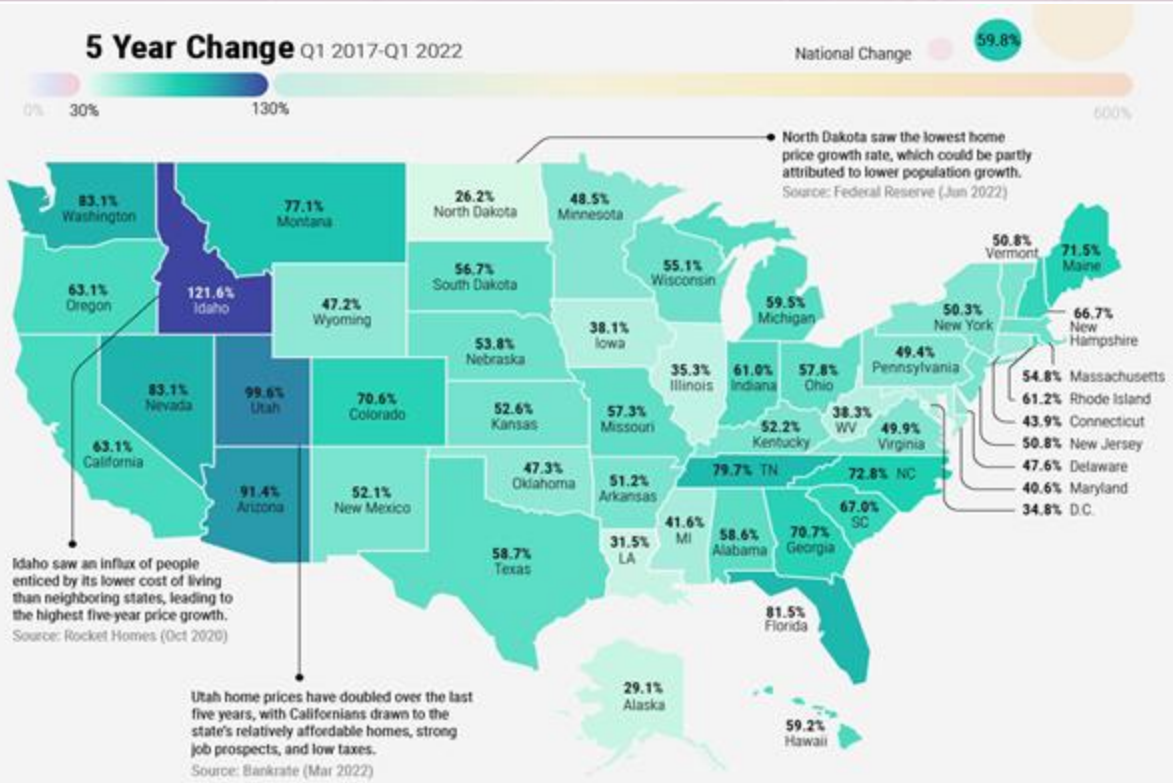 5 Year Change Q1 2017-Q1 2022
National Change
59.8%
0%
30%
130%
600%
North Dakota saw the lowest home
price growth rate, which could be partly
attributed to lower population growth.
Source: Federal Reserve (Jun 2022)
83.1%
Washington
77.1%
Montana
26.2%
North Dakota
48.5%
Minnesota
50.8%
Vermont
71.5%
Maine
63.1%
Oregon
121.6%
Idaho
47.2%
Wyoming
56.7%
South Dakota
55.1%
Wisconsin
59.5%
Michigan
50.3%
New York
66.7%
New
Hampshire
53.8%
Nebraska
38.1%
Iowa
35.3%
Illinois
61.0%
Indiana
57.8%
Ohio
49.4%
Pennsylvania
54.8% Massachusetts
61.2% Rhode Island
43.9% Connecticut
50.8% New Jersey
47.6% Delaware
40.6% Maryland
34.8% D.C.
83.1%
Nevada
99.6%
Utah
70.6%
Colorado
52.6%
Kansas
57.3%
Missouri
52.2%
Kentucky
38.3%
WV
49.9%
Virginia
63.1%
California
91.4%
Arizona
52.1%
New Mexico
47.3%
Oklahoma
51.2%
Arkansas
79.7% TN
72.8% NC
67.0%
SC
58.7%
Texas
31.5%
LA
41.6%
MI
58.6%
Alabama
70.7%
Georgia
81.5%
Florida
29.1%
Alaska
59.2%
Hawaii
Idaho saw an influx of people
enticed by its lower cost of living
than neighboring states, leading to
the highest five-year price growth.
Source: Rocket Homes (Oct 2020)
Utah home prices have doubled over the last
five years, with Californians drawn to the
state's relatively affordable homes, strong
job prospects, and low taxes.
Source: Bankrate (Mar 2022)